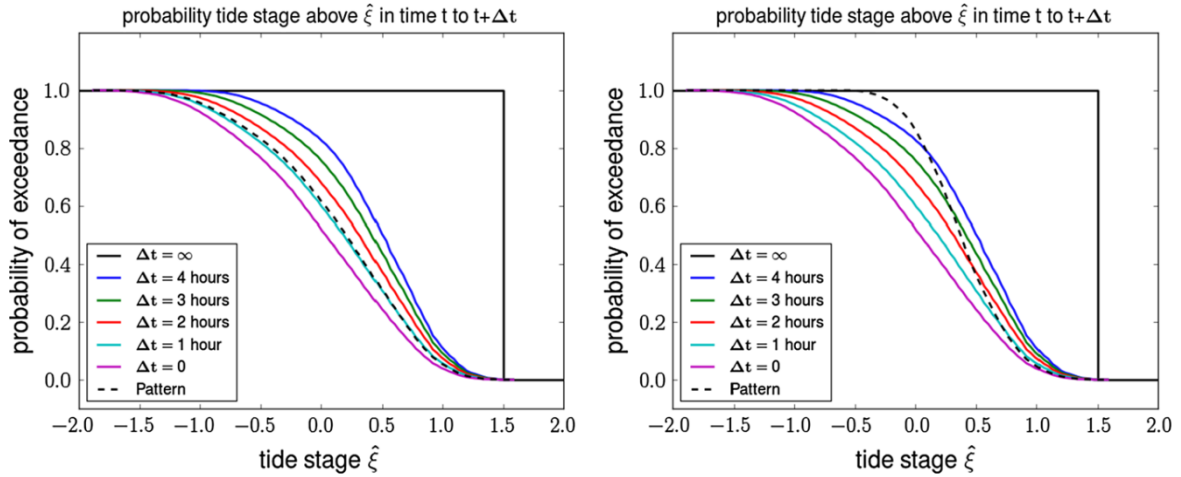 probability tide stage above ξ̂ in time t to t+Δt
probability of exceedance
1.0
0.8
0.6
0.4
0.2
0.0
Δt = ∞
Δt = 4 hours
Δt = 3 hours
Δt = 2 hours
Δt = 1 hour
Δt = 0
Pattern
−2.0 −1.5 −1.0 −0.5 0.0 0.5 1.0 1.5 2.0
tide stage ξ̂
probability tide stage above ξ̂ in time t to t+Δt
probability of exceedance
1.0
0.8
0.6
0.4
0.2
0.0
Δt = ∞
Δt = 4 hours
Δt = 3 hours
Δt = 2 hours
Δt = 1 hour
Δt = 0
Pattern
−2.0 −1.5 −1.0 −0.5 0.0 0.5 1.0 1.5 2.0
tide stage ξ̂